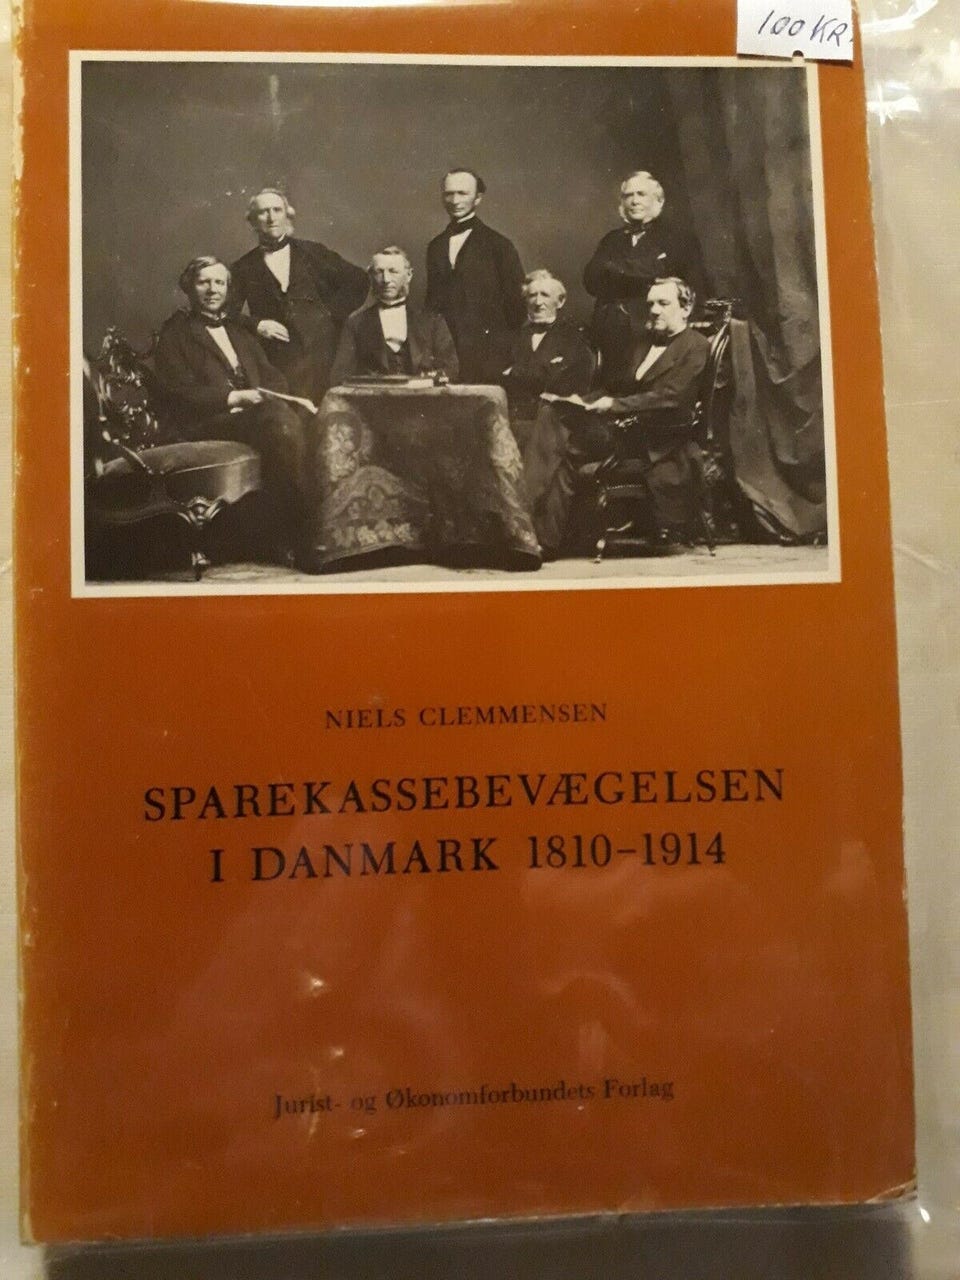 100 KR.
NIELS CLEMMENSEN
SPAREKASSEBEVÆGELSEN
I DANMARK 1810-1914
Jurist- og Økonomforbundets Forlag